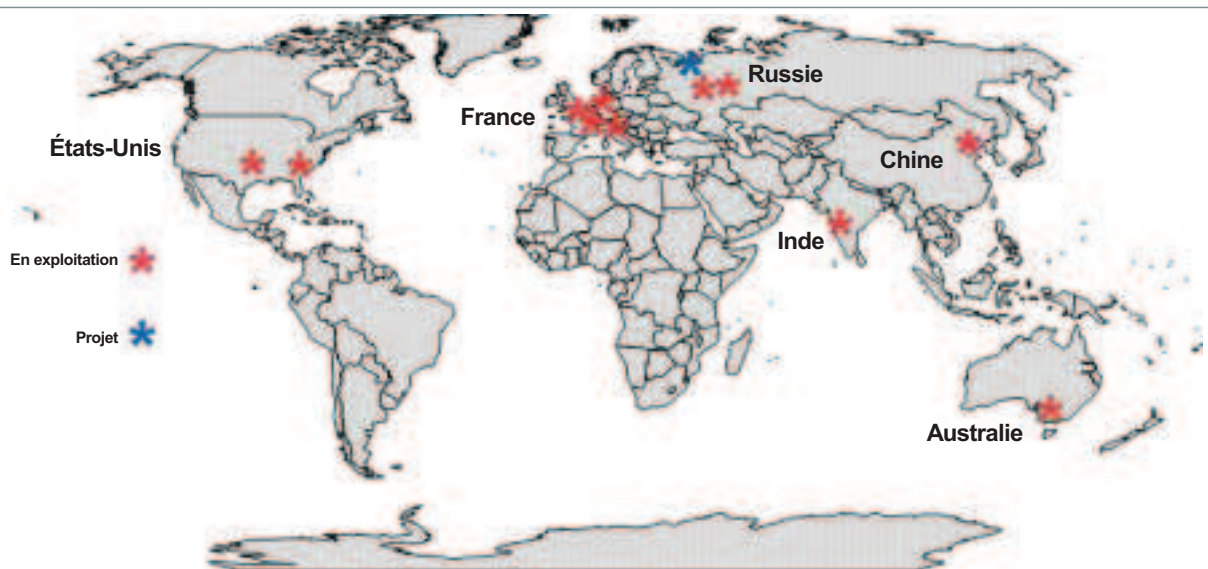 Russie
France
États-Unis
Chine
Inde
En exploitation
Projet
Australie